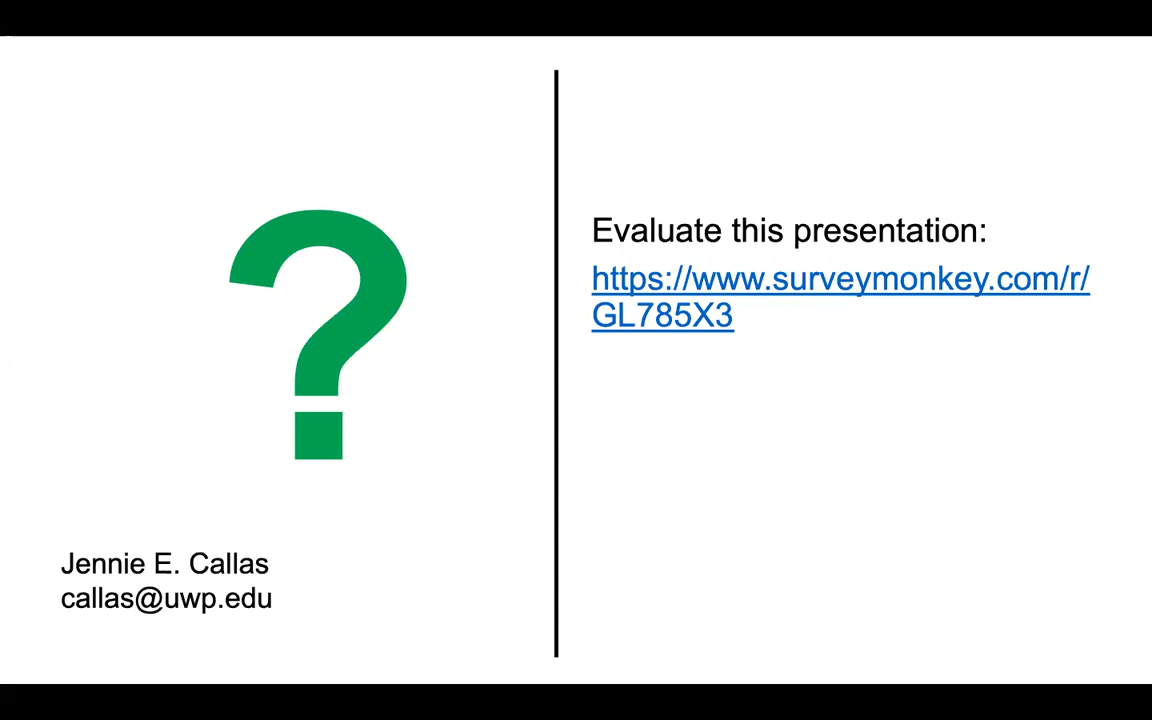 ?
Jennie E. Callas
callas@uwp.edu
Evaluate this presentation:
https://www.surveymonkey.com/r/
GL785X3